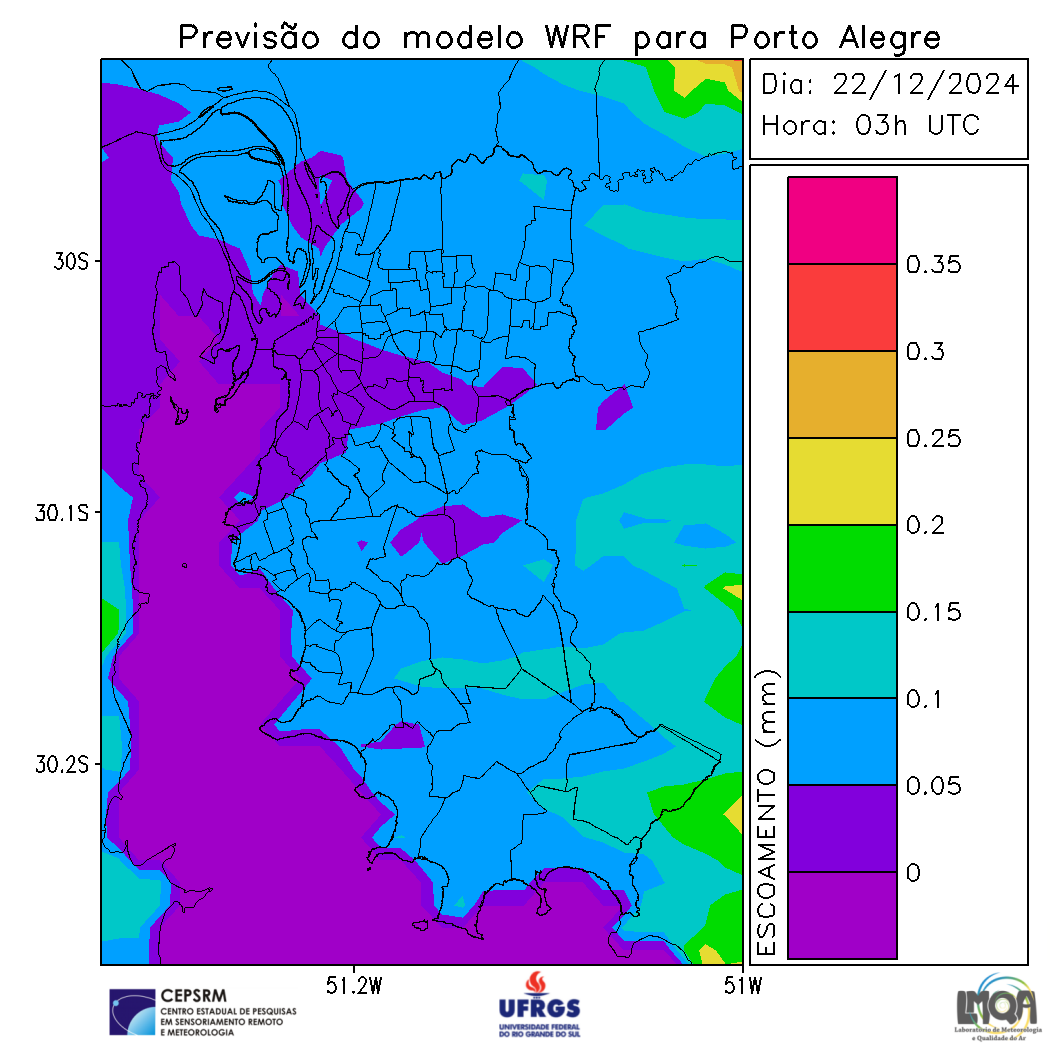 Previsão do modelo WRF para Porto Alegre
Dia: 22/12/2024
Hora: 03h UTC
30S
30.1S
30.2S
51.2W
51W
ESCOAMENTO (mm)
0.35
0.3
0.25
0.2
0.15
0.1
0.05
0
CEPSRM
CENTRO ESTADUAL DE PESQUISAS
EM SENSORIAMENTO REMOTO
E METEOROLOGIA
UFRGS
UNIVERSIDADE FEDERAL
DO RIO GRANDE DO SUL
LMQA
Laboratório de Meteorologia
e Qualidade do Ar